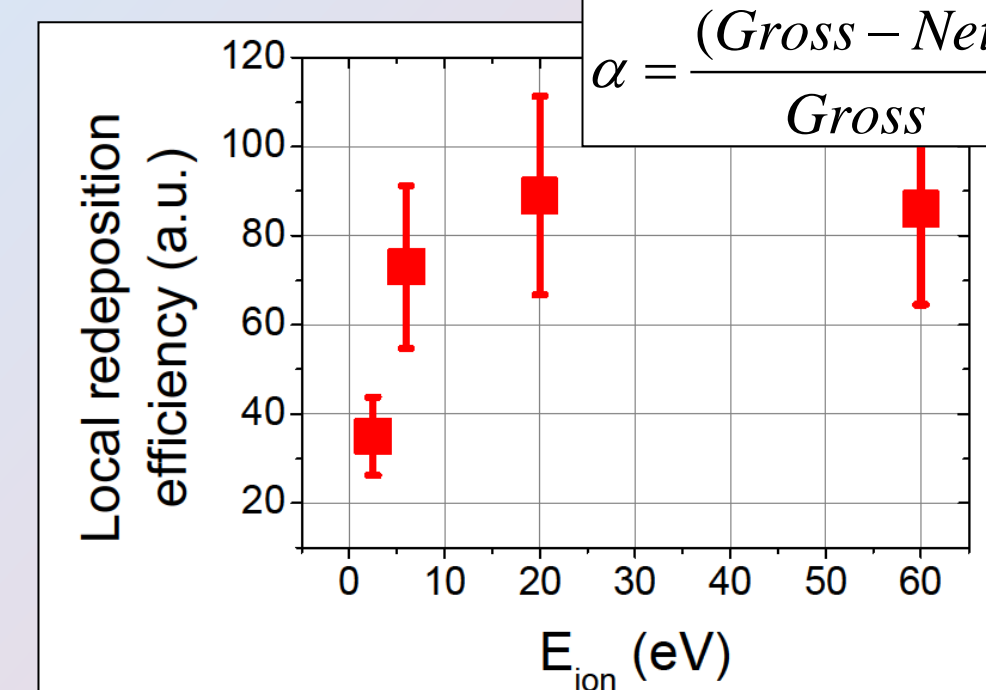 α = (Gross – Net
Gross
Local redeposition
efficiency (a.u.)
120
100
80
60
40
20
0 10 20 30 40 50 60
E_ion (eV)